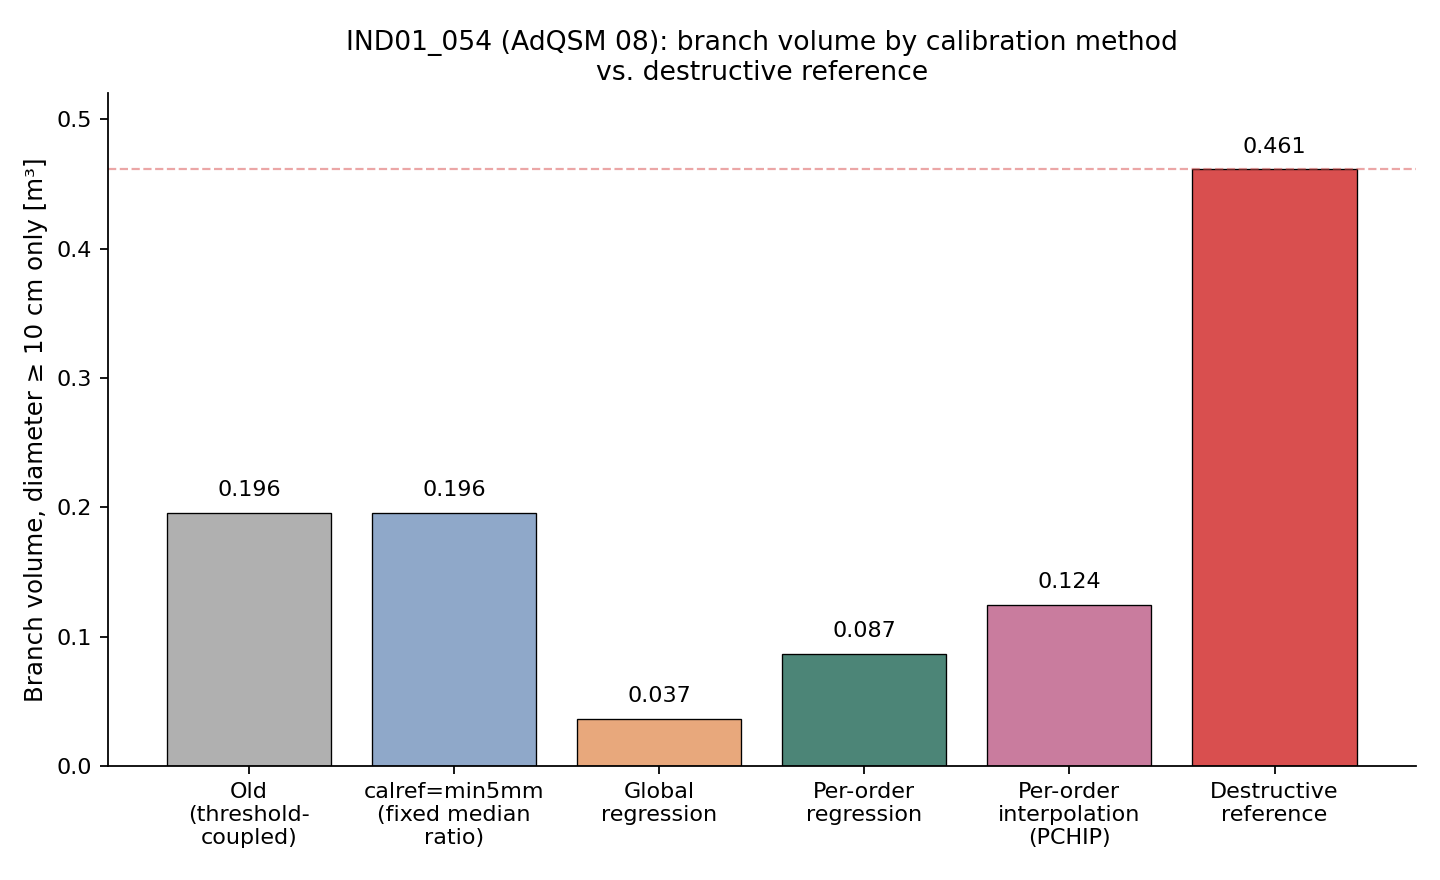 IND01_054 (AdQSM 08): branch volume by calibration method
vs. destructive reference
Branch volume, diameter ≥ 10 cm only [m³]
0.5
0.4
0.3
0.2
0.1
0.0
0.196
0.196
0.037
0.087
0.124
0.461
Old
(threshold-
coupled)
calref=min5mm
(fixed median
ratio)
Global
regression
Per-order
regression
Per-order
interpolation
(PCHIP)
Destructive
reference